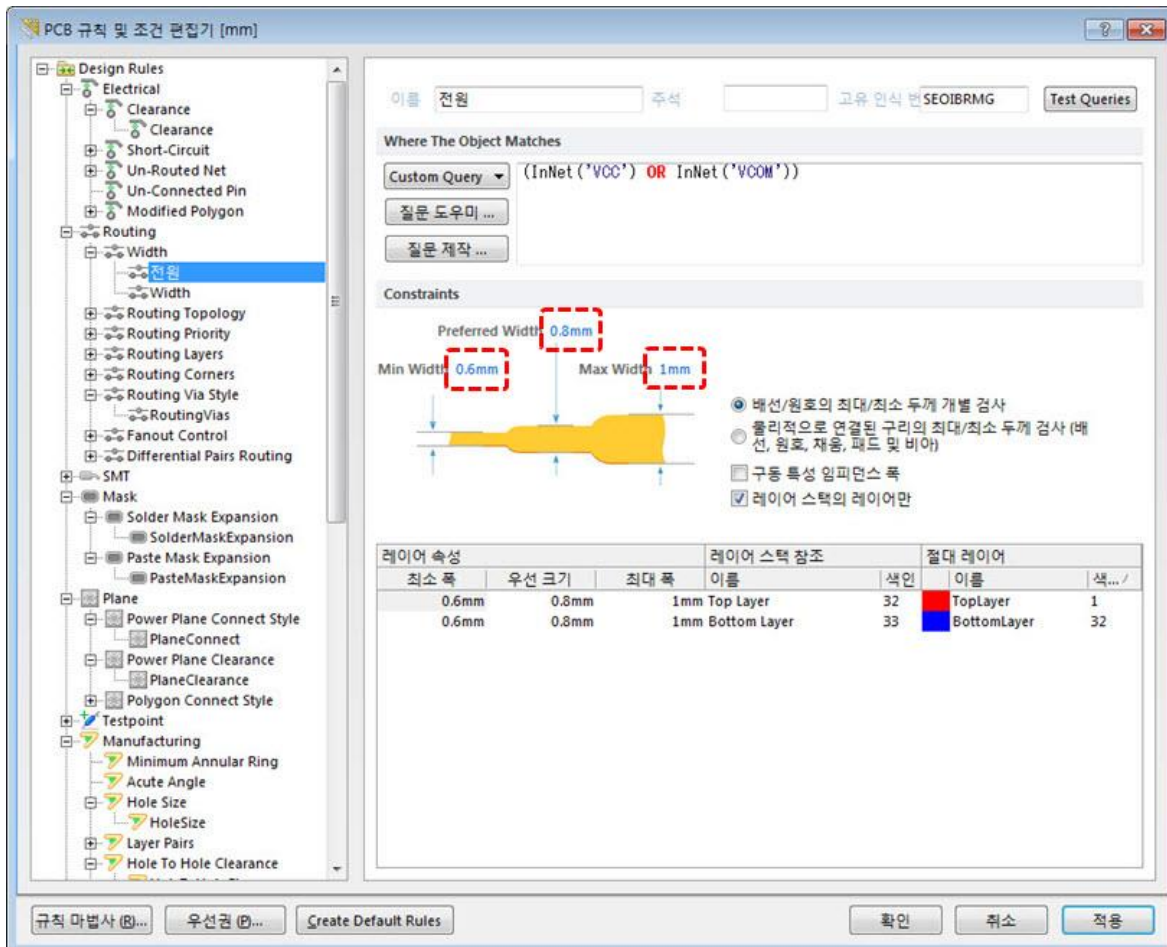 PCB 규칙 및 조건 편집기 [mm]
Design Rules
Electrical
Clearance
Clearance
Short-Circuit
Un-Routed Net
Un-Connected Pin
Modified Polygon
Routing
Width
전원
Width
Routing Topology
Routing Priority
Routing Layers
Routing Corners
Routing Via Style
RoutingVias
Fanout Control
Differential Pairs Routing
SMT
Mask
Solder Mask Expansion
SolderMaskExpansion
Paste Mask Expansion
PasteMaskExpansion
Plane
Power Plane Connect Style
PlaneConnect
Power Plane Clearance
PlaneClearance
Polygon Connect Style
Testpoint
Manufacturing
Minimum Annular Ring
Acute Angle
Hole Size
HoleSize
Layer Pairs
Hole To Hole Clearance
이름 전원 주석 고유 인식 번 SEOIBRMG Test Queries
Where The Object Matches
Custom Query (InNet('VCC') OR InNet('VCOM'))
질문 도우미 ...
질문 제작 ...
Constraints
Preferred Width 0.8mm
Min Width 0.6mm Max Width 1mm
배선/원호의 최대/최소 두께 개별 검사
물리적으로 연결된 구리의 최대/최소 두께 검사 (배
선, 원호, 채움, 패드 및 비아)
구동 특성 임피던스 폭
레이어 스택의 레이어만
레이어 속성 레이어 스택 참조 절대 레이어
최소 폭 우선 크기 최대 폭 이름 색인 이름 색...
0.6mm 0.8mm 1mm Top Layer 32 TopLayer 1
0.6mm 0.8mm 1mm Bottom Layer 33 BottomLayer 32
규칙 마법사 (R)... 우선권 (P)... Create Default Rules 확인 취소 적용